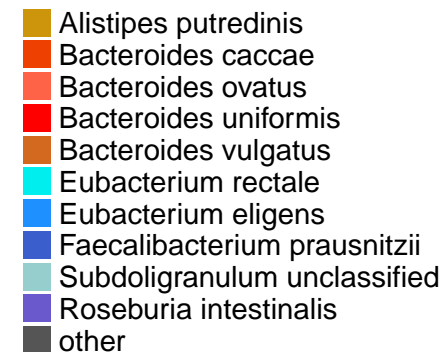 Alistipes putredinis
Bacteroides caccae
Bacteroides ovatus
Bacteroides uniformis
Bacteroides vulgatus
Eubacterium rectale
Eubacterium eligens
Faecalibacterium prausnitzii
Subdoligranulum unclassified
Roseburia intestinalis
other